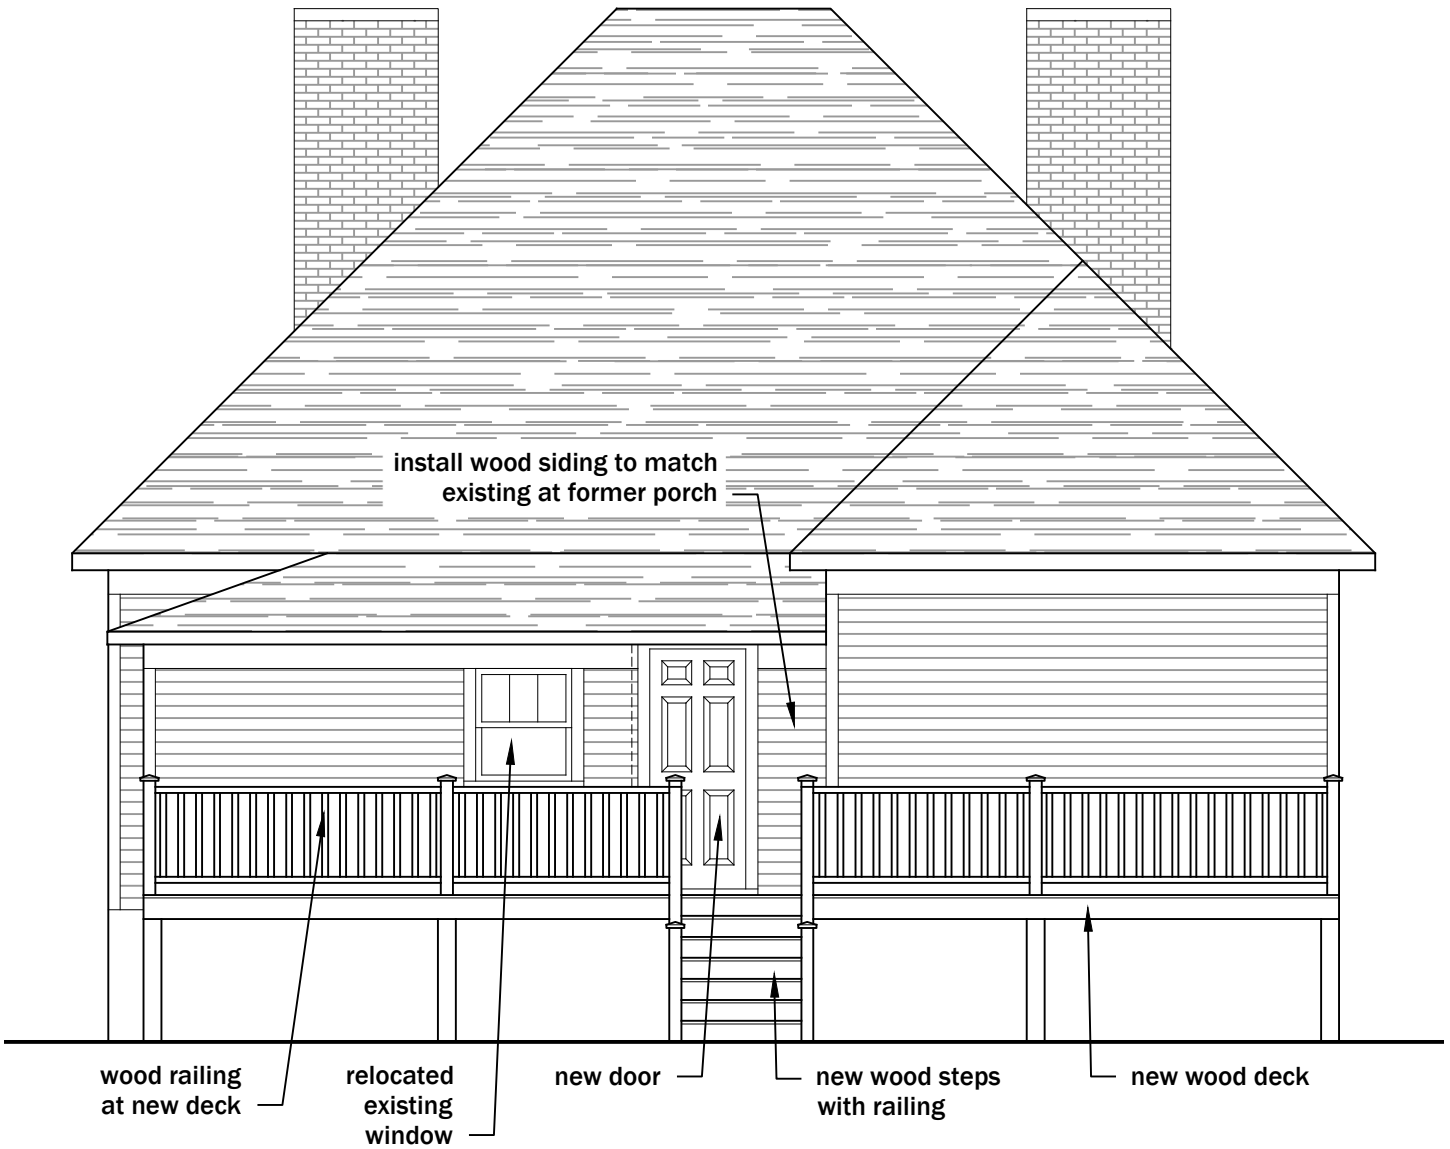 install wood siding to match
existing at former porch
wood railing
at new deck
relocated
existing
window
new door
new wood steps
with railing
new wood deck